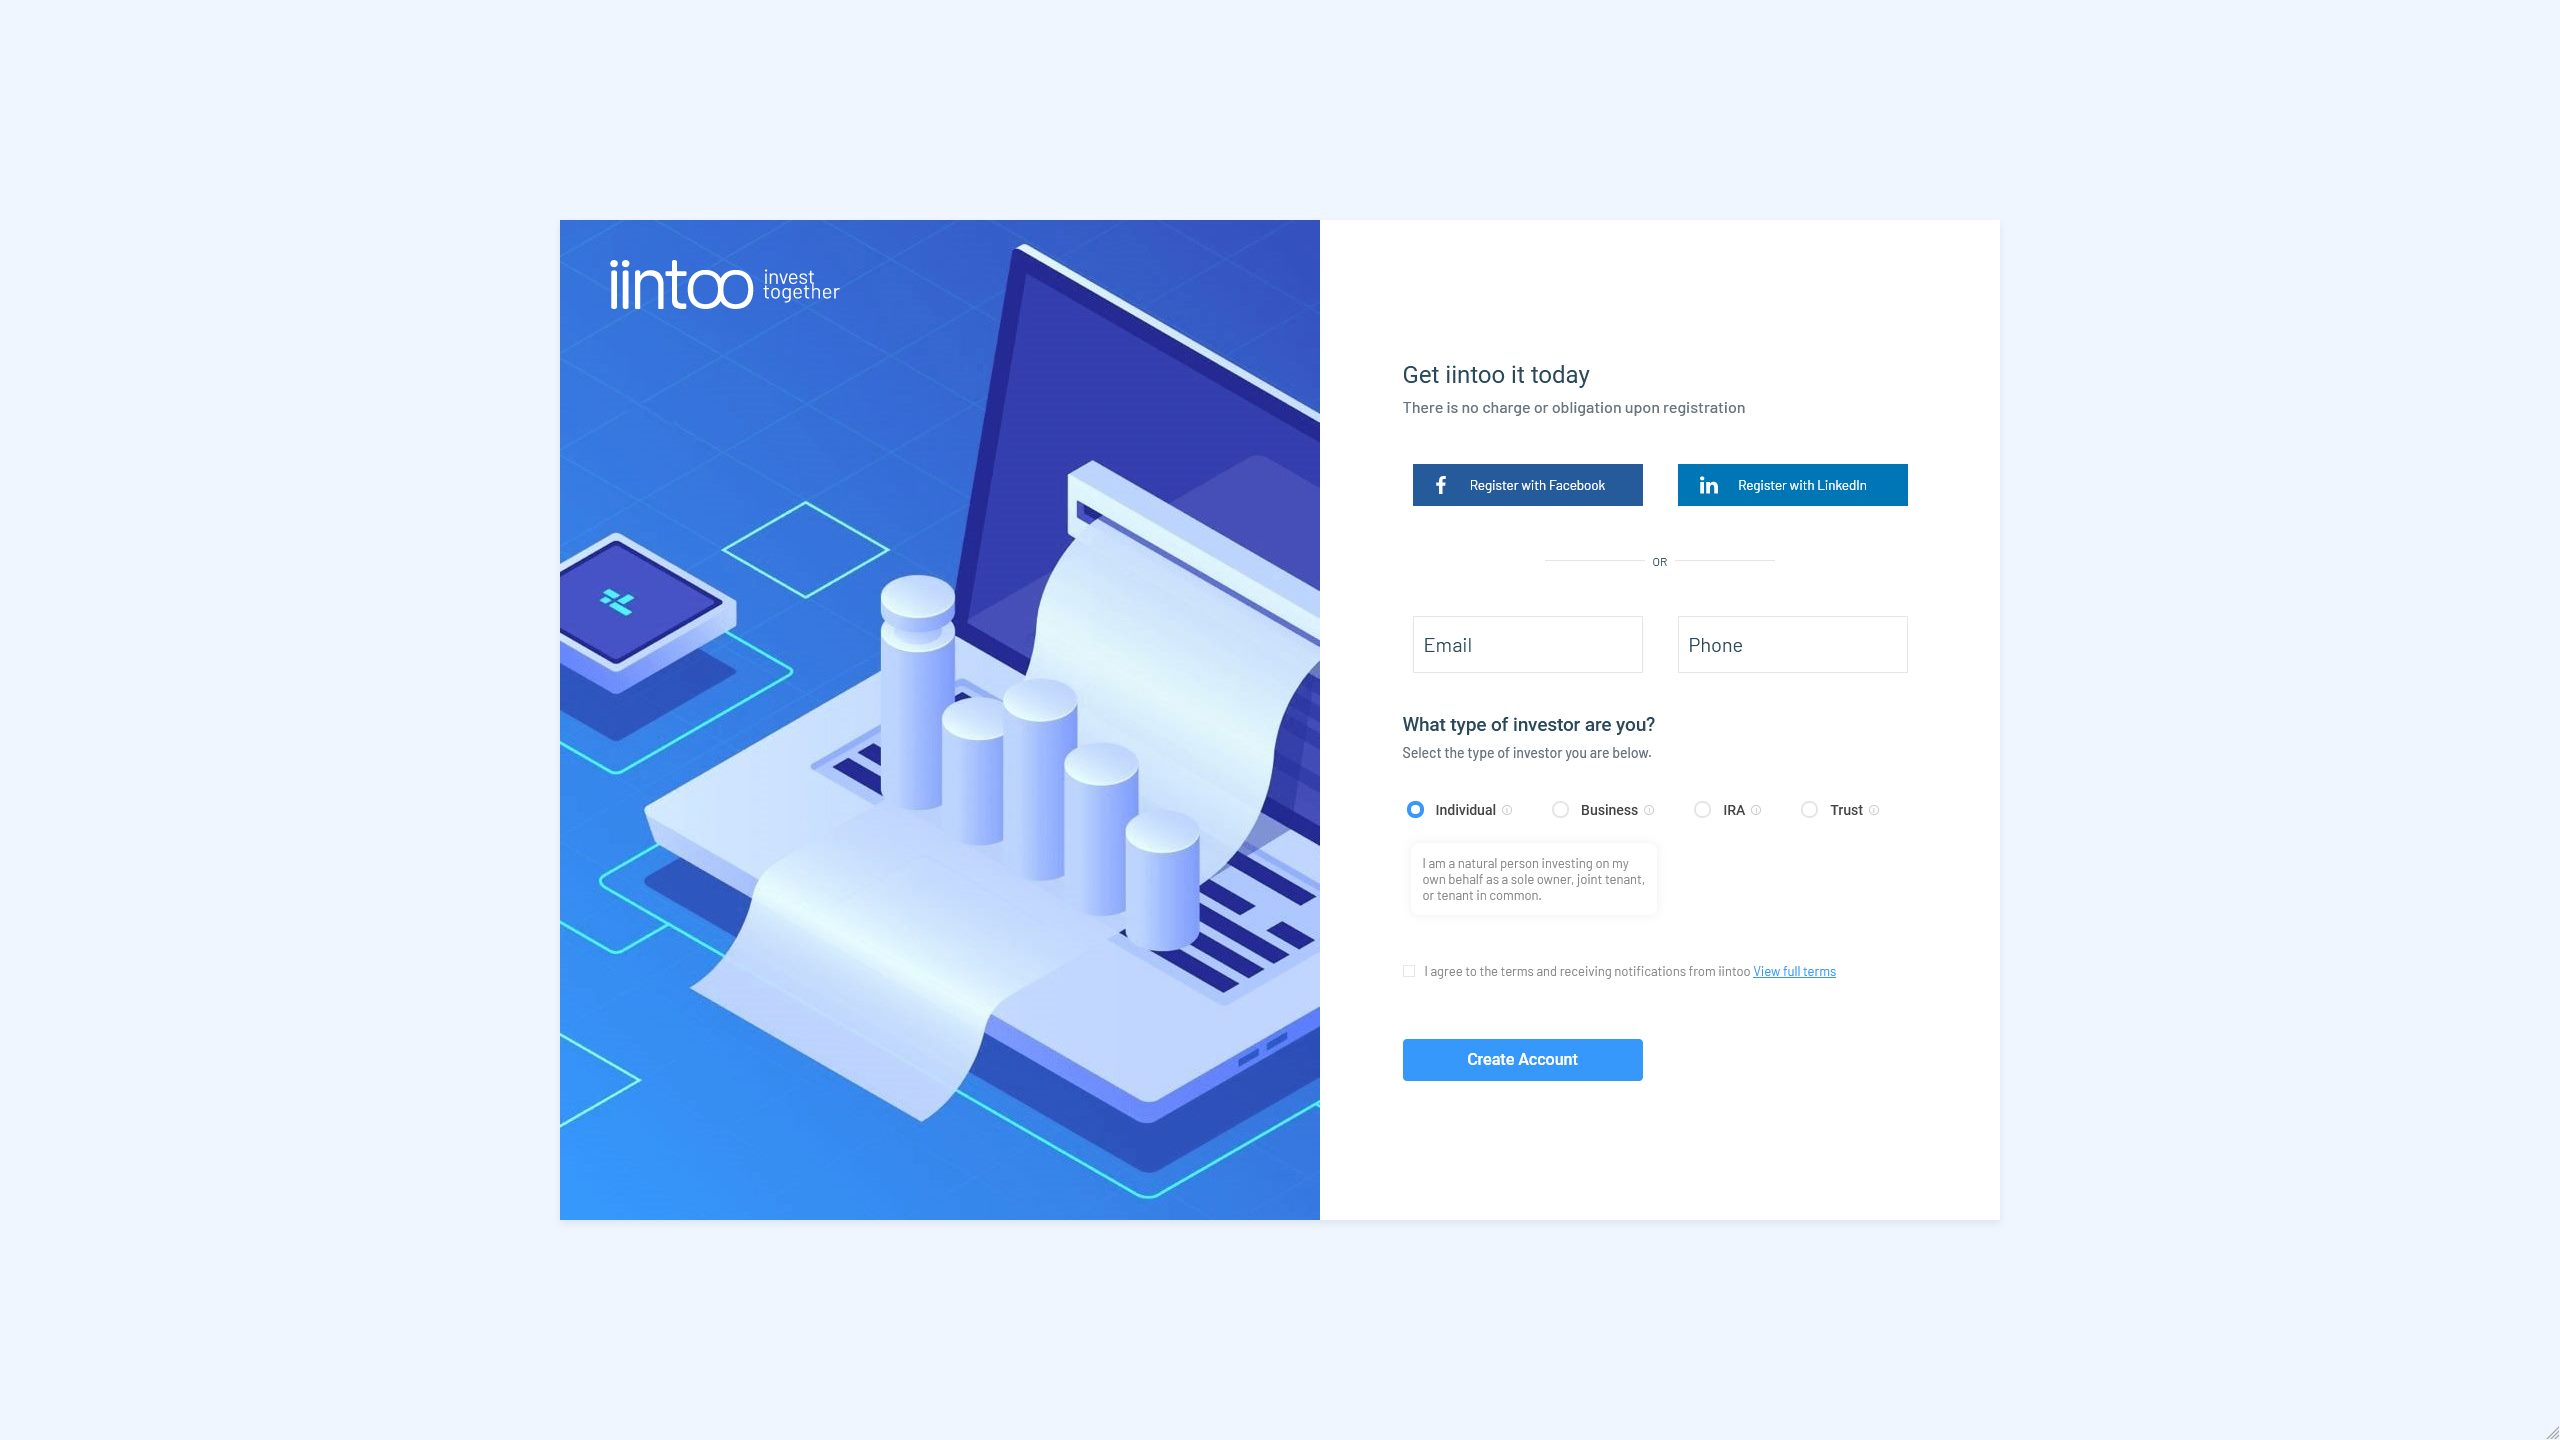 iintoo invest
together
Get iintoo it today
There is no charge or obligation upon registration
Register with Facebook
Register with LinkedIn
OR
Email
Phone
What type of investor are you?
Select the type of investor you are below.
Individual
Business
IRA
Trust
I am a natural person investing on my
own behalf as a sole owner, joint tenant,
or tenant in common.
I agree to the terms and receiving notifications from iintoo View full terms
Create Account